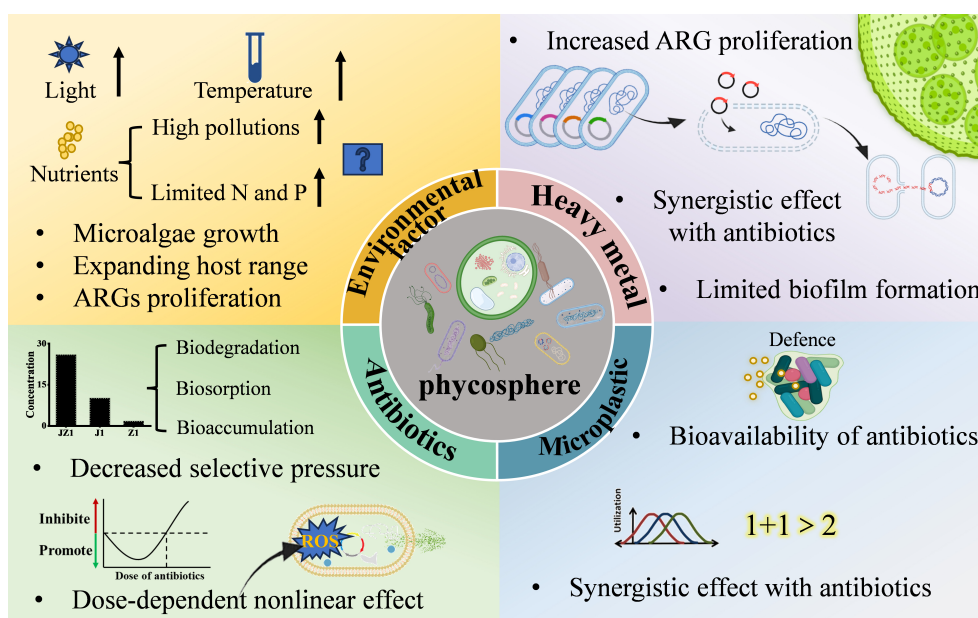 Light
Temperature
Nutrients
High pollutions
Limited N and P
?
• Microalgae growth
• Expanding host range
• ARGs proliferation
• Increased ARG proliferation
• Synergistic effect
with antibiotics
• Limited biofilm formation
Environmental
factor
Heavy metal
Antibiotics
Microplastic
phycosphere
Concentration
30
15
0
JZ1 J1 Z1
Biodegradation
Biosorption
Bioaccumulation
• Decreased selective pressure
Inhibite
Promote
Dose of antibiotics
ROS
• Dose-dependent nonlinear effect
Defence
• Bioavailability of antibiotics
Utilization
1+1 > 2
• Synergistic effect with antibiotics